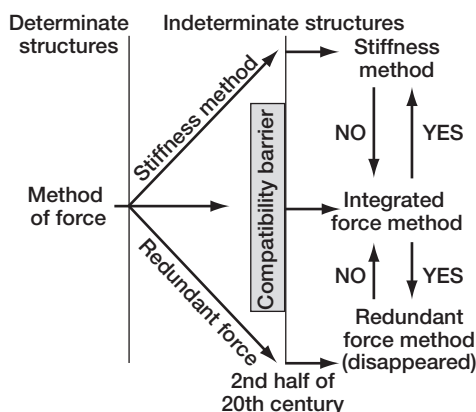 Determinate
structures
Indeterminate structures
Stiffness
method
Stiffness method
Compatibility barrier
NO
YES
Method
of force
Integrated
force method
Redundant force
NO
YES
Redundant
force method
(disappeared)
2nd half of
20th century